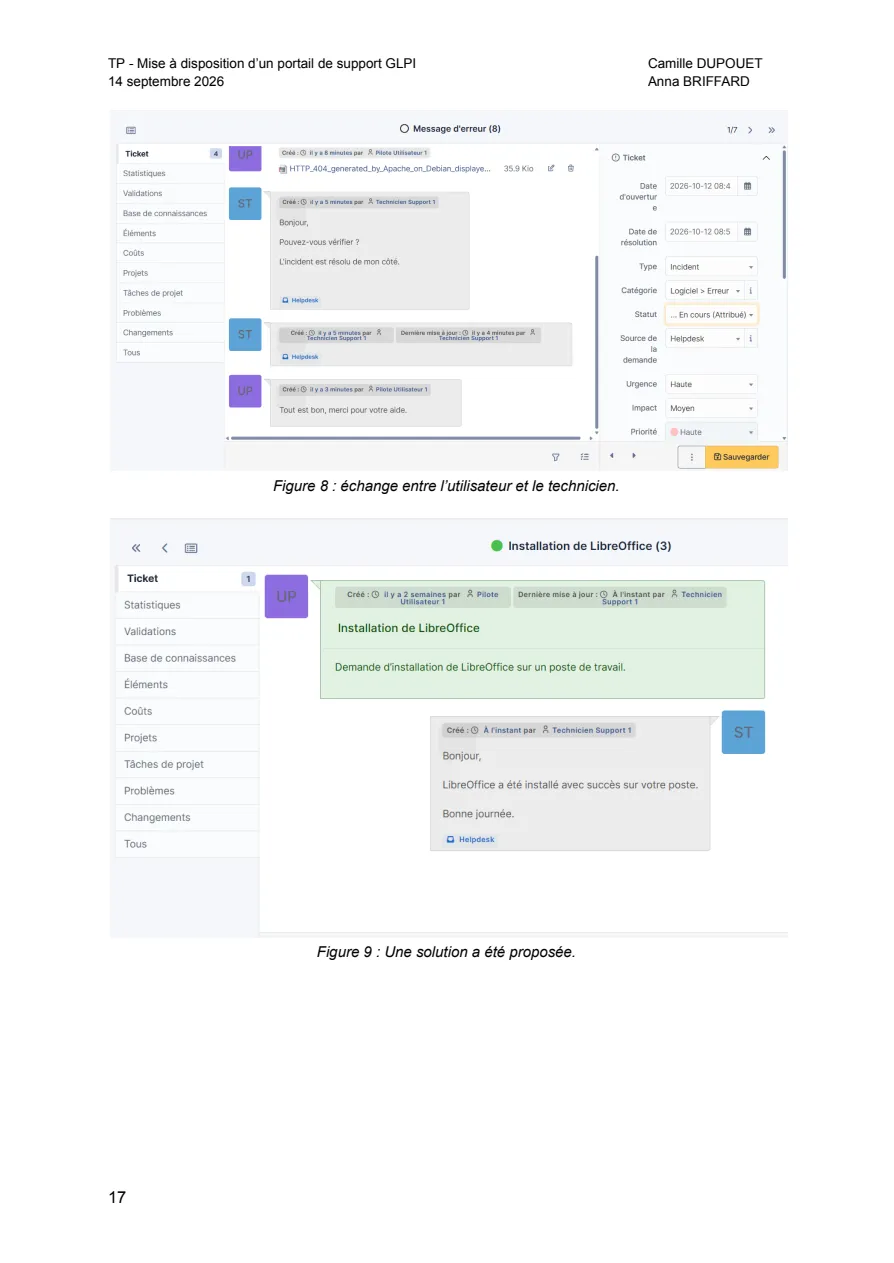 TP - Mise à disposition d'un portail de support GLPI
Camille DUPOUET
14 septembre 2026
Anna BRIFFARD
Message d'erreur (8)
1/7
Ticket
4
Statistiques
Validations
Base de connaissances
Éléments
Coûts
Projets
Tâches de projet
Problèmes
Changements
Tous
UP
Créé : il y a 6 minutes par Pilote Utilisateur 1
HTTP_404_generated_by_Apache_on_Debian_displaye...
35.9 Kio
ST
Créé : il y a 5 minutes par Technicien Support 1
Bonjour,
Pouvez-vous vérifier ?
L'incident est résolu de mon côté.
Helpdesk
ST
Créé : il y a 5 minutes par
Technicien Support 1
Dernière mise à jour : il y a 4 minutes par
Technicien Support 1
Helpdesk
UP
Créé : il y a 3 minutes par Pilote Utilisateur 1
Tout est bon, merci pour votre aide.
Ticket
Date
d'ouvertur
e
2026-10-12 08:4
Date de
résolution
2026-10-12 08:5
Type
Incident
Catégorie
Logiciel > Erreur
i
Statut
... En cours (Attribué)
Source de
la
demande
Helpdesk
i
Urgence
Haute
Impact
Moyen
Priorité
Haute
Sauvegarder
Figure 8 : échange entre l'utilisateur et le technicien.
Installation de LibreOffice (3)
Ticket
1
Statistiques
Validations
Base de connaissances
Éléments
Coûts
Projets
Tâches de projet
Problèmes
Changements
Tous
UP
Créé : il y a 2 semaines par Pilote
Utilisateur 1
Dernière mise à jour : À l'instant par Technicien
Support 1
Installation de LibreOffice
Demande d'installation de LibreOffice sur un poste de travail.
Créé : À l'instant par Technicien Support 1
ST
Bonjour,
LibreOffice a été installé avec succès sur votre poste.
Bonne journée.
Helpdesk
Figure 9 : Une solution a été proposée.
17